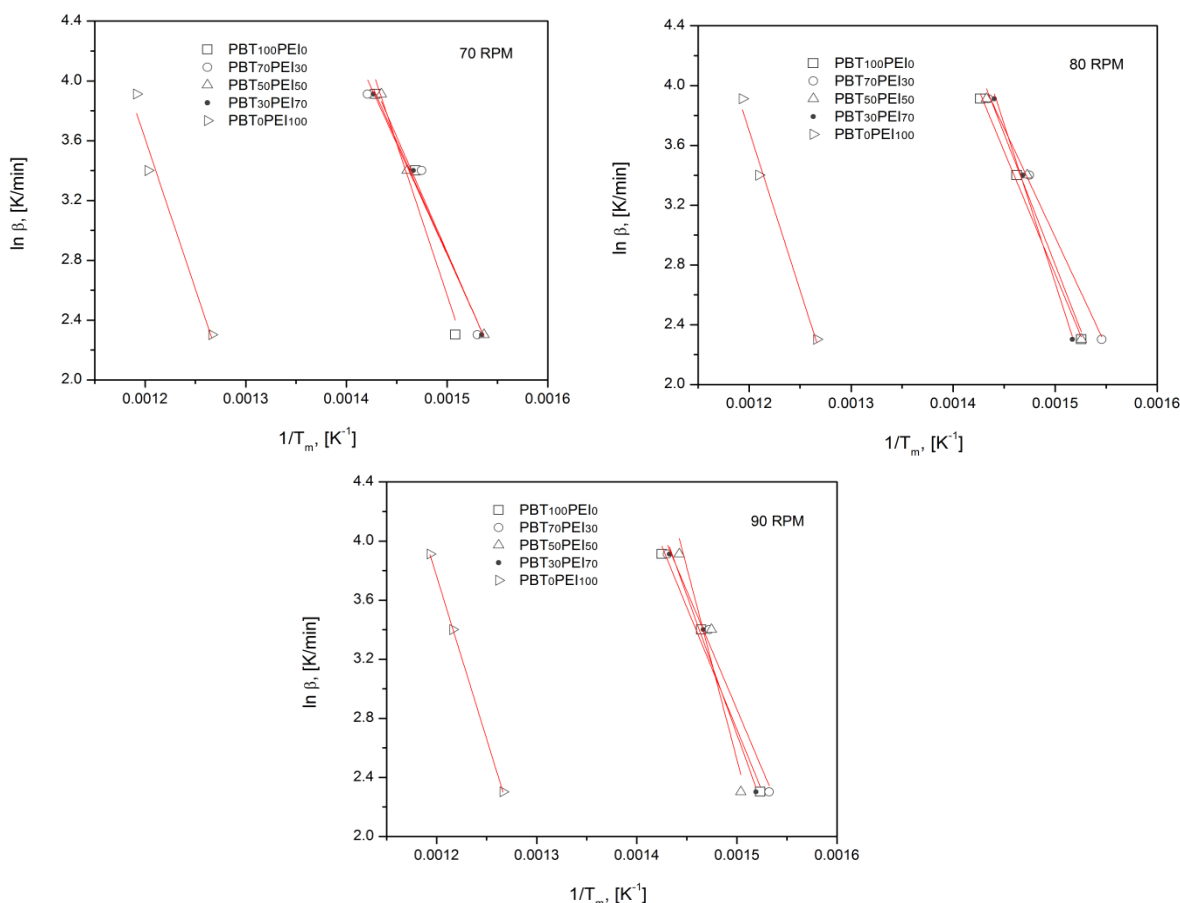 4.4
4.0
3.6
3.2
2.8
2.4
2.0
ln β, [K/min]
PBT100PEI0
PBT70PEI30
PBT50PEI50
PBT30PEI70
PBT0PEI100
70 RPM
0.0012 0.0013 0.0014 0.0015 0.0016
1/Tm, [K-1]
4.4
4.0
3.6
3.2
2.8
2.4
2.0
ln β, [K/min]
PBT100PEI0
PBT70PEI30
PBT50PEI50
PBT30PEI70
PBT0PEI100
80 RPM
0.0012 0.0013 0.0014 0.0015 0.0016
1/Tm, [K-1]
4.4
4.0
3.6
3.2
2.8
2.4
2.0
ln β, [K/min]
PBT100PEI0
PBT70PEI30
PBT50PEI50
PBT30PEI70
PBT0PEI100
90 RPM
0.0012 0.0013 0.0014 0.0015 0.0016
1/Tm, [K-1]